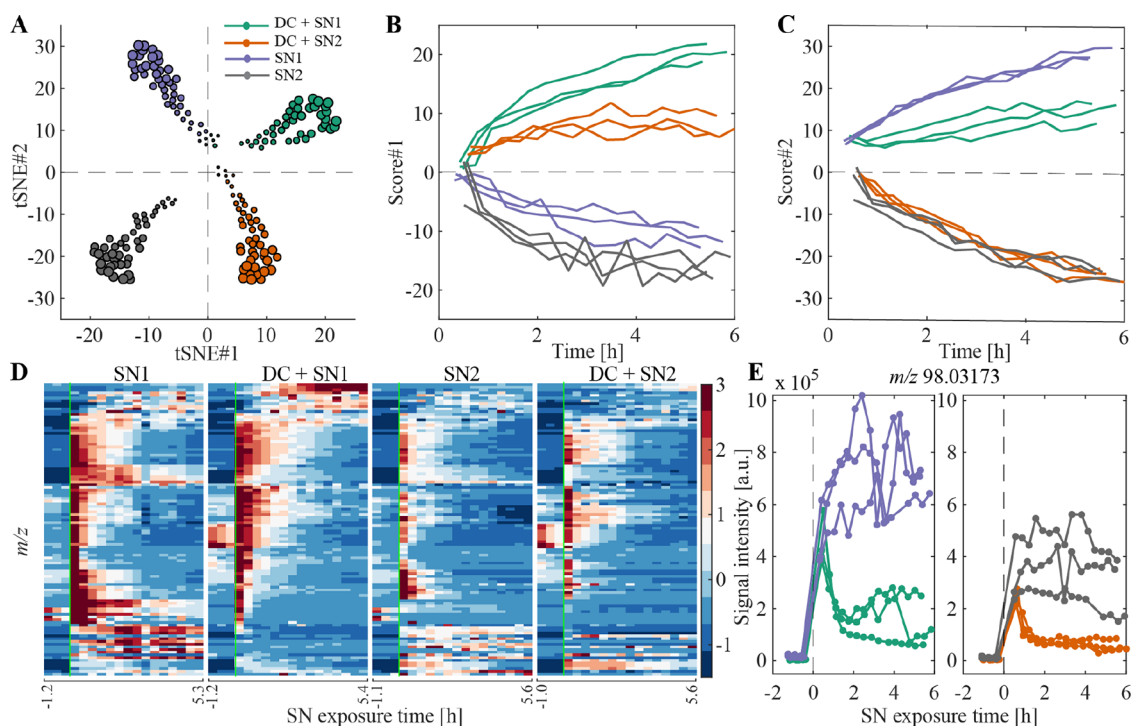 A
30
20
10
0
-10
-20
-30
tSNE#2
-20 -10 0 10 20
tSNE#1
DC + SN1
DC + SN2
SN1
SN2
B
20
10
0
-10
-20
Score#1
0 2 4 6
Time [h]
C
30
20
10
0
-10
-20
-30
Score#2
0 2 4 6
Time [h]
D
SN1 DC + SN1 SN2 DC + SN2
m/z
3
2
1
0
-1
-1.2 5.3 -1.2 5.4 -1.1 5.6 -1.0 5.6
SN exposure time [h]
E
x 10⁵
m/z 98.03173
Signal intensity [a.u.]
10
8
6
4
2
0
-2 0 2 4 6
10
8
6
4
2
0
-2 0 2 4 6
SN exposure time [h]